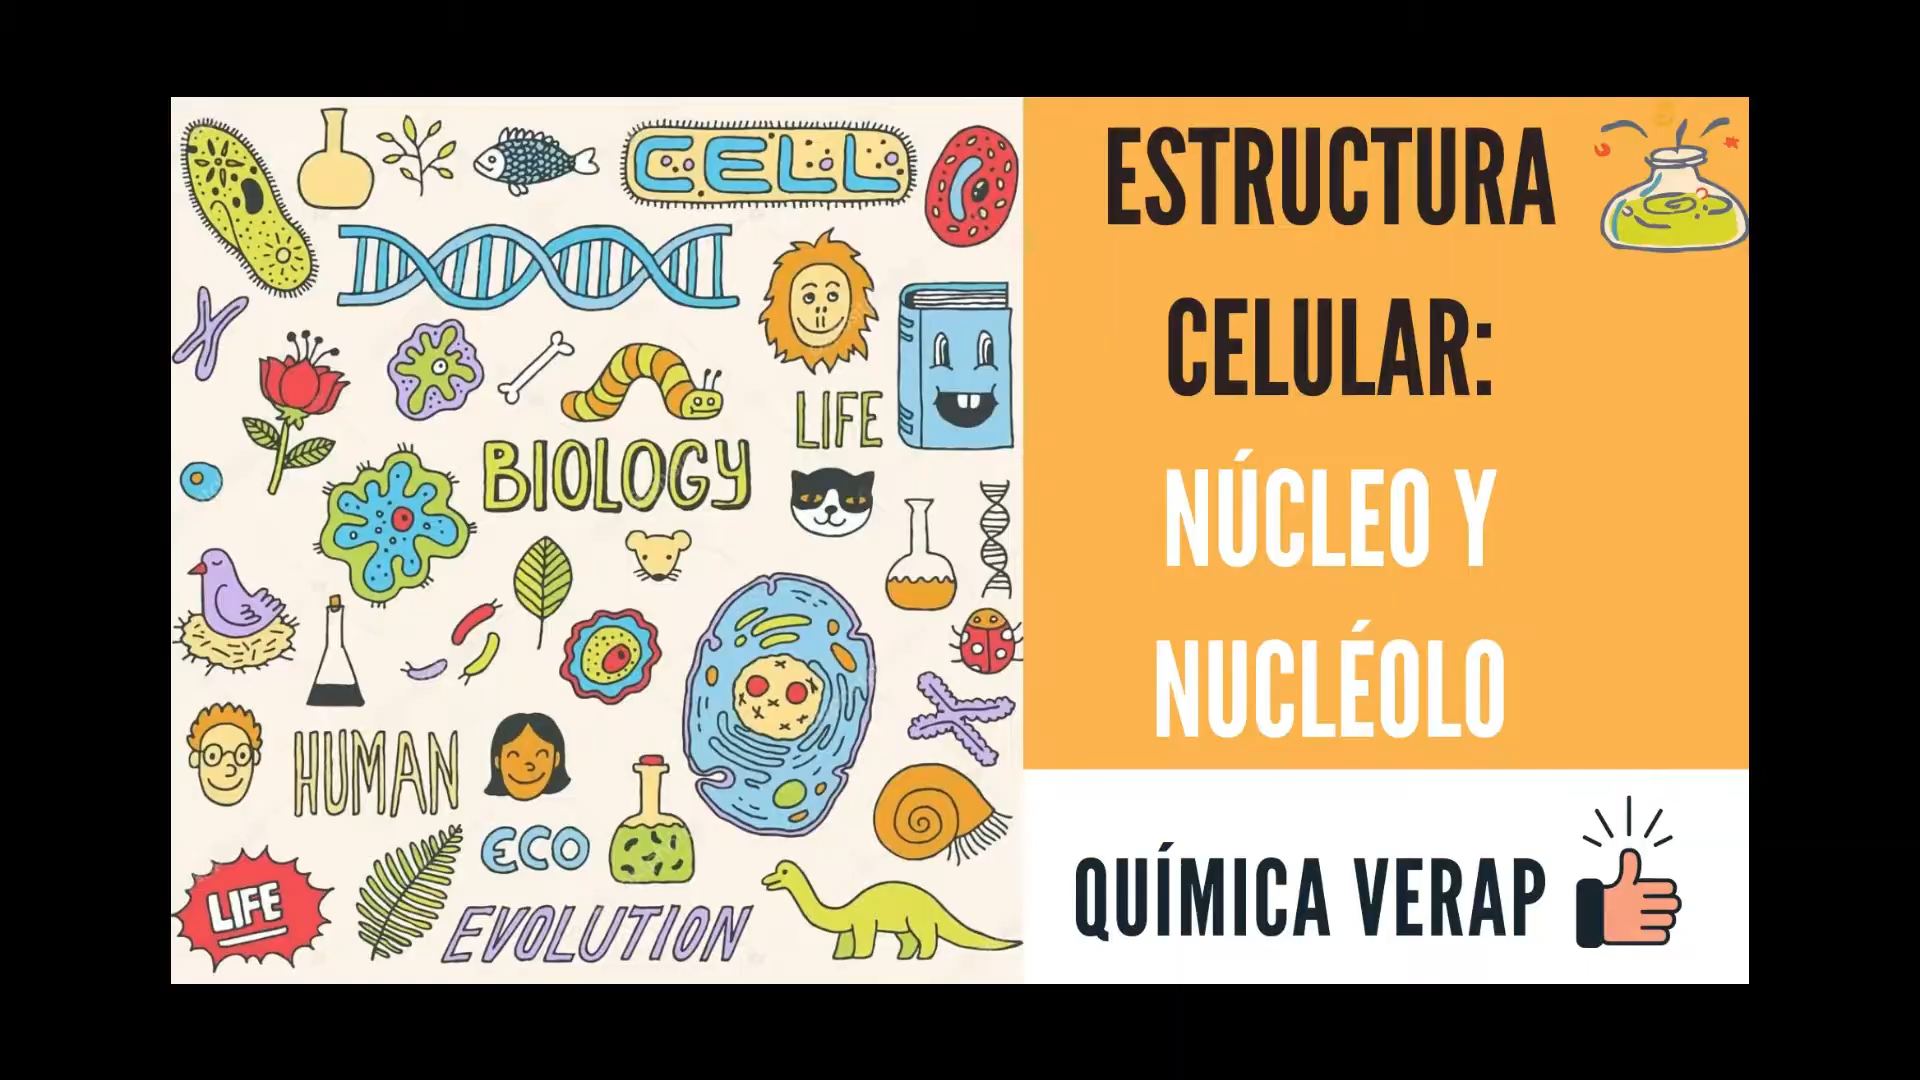 CELL
LIFE
BIOLOGY
HUMAN
ECO
LIFE
EVOLUTION
ESTRUCTURA
CELULAR:
NÚCLEO Y
NUCLÉOLO
QUÍMICA VERAP